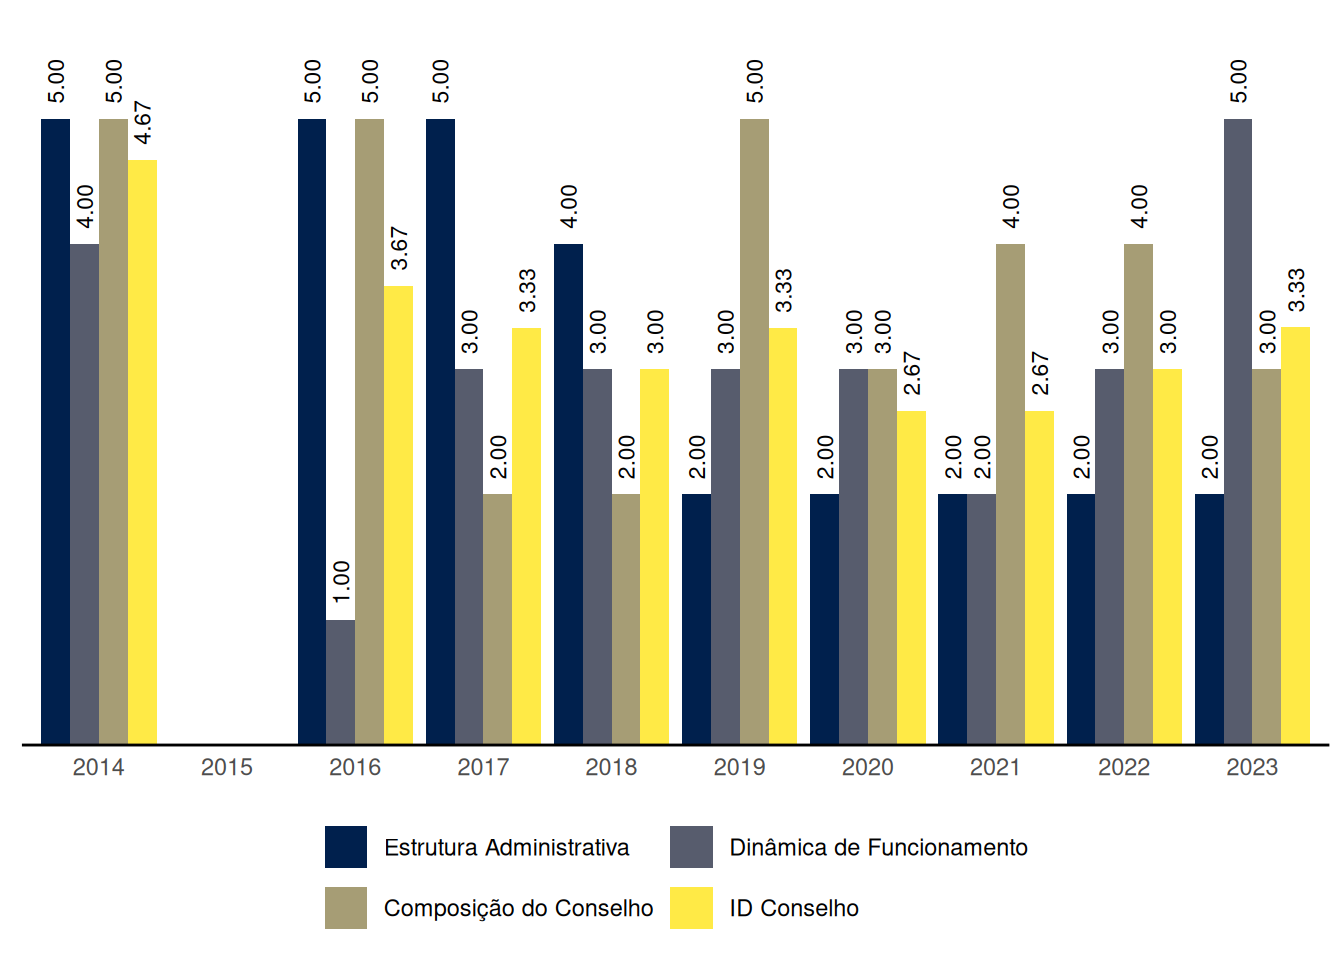 5.00 4.00 5.00 4.67
5.00 1.00 5.00 3.67
5.00 3.00 2.00 3.33
4.00 3.00 2.00 3.00
2.00 3.00 5.00 3.33
2.00 3.00 3.00 2.67
2.00 2.00 4.00 2.67
2.00 3.00 4.00 3.00
2.00 5.00 3.00 3.33
2014 2015 2016 2017 2018 2019 2020 2021 2022 2023
Estrutura Administrativa Dinâmica de Funcionamento
Composição do Conselho ID Conselho